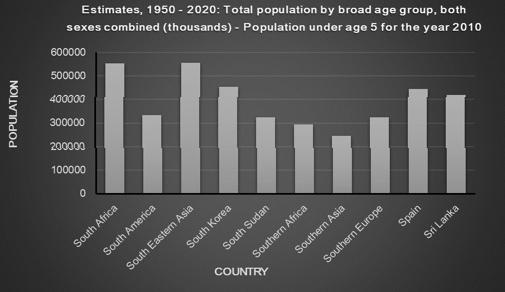 Estimates, 1950 - 2020: Total population by broad age group, both
sexes combined (thousands) - Population under age 5 for the year 2010
600000
500000
400000
300000
200000
100000
0
POPULATION
South Africa
South America
South Eastern Asia
South Korea
South Sudan
Southern Africa
Southern Asia
Southern Europe
Spain
Sri Lanka
COUNTRY